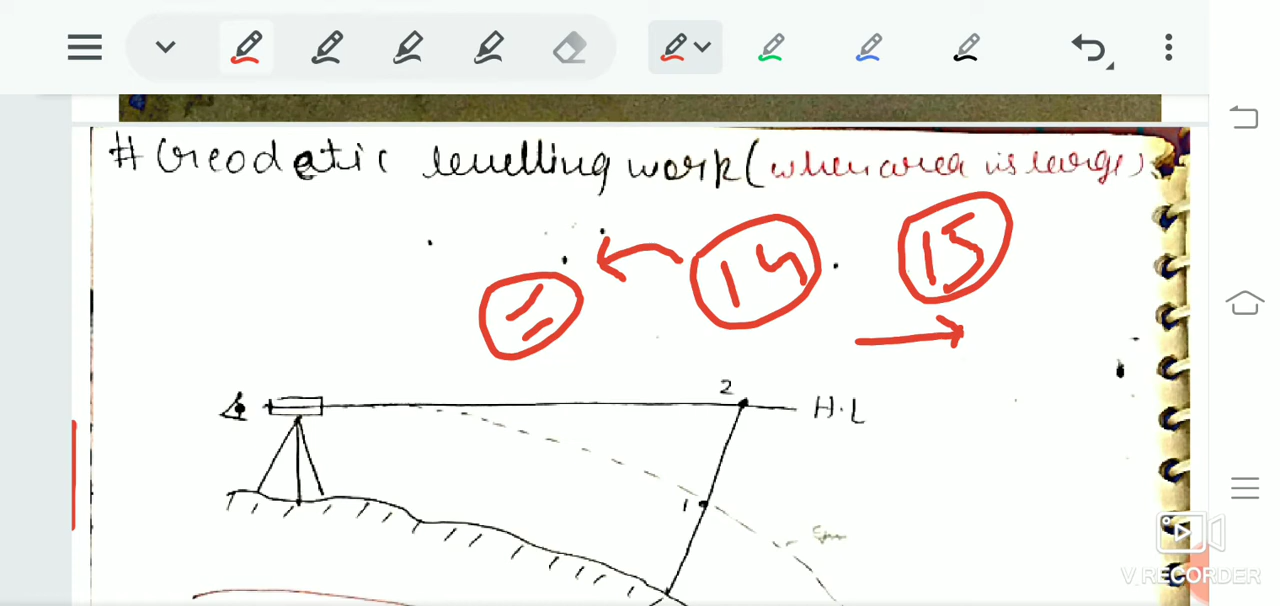 # Geodetic levelling work (when area is large)
14 15
=
2
H.L
1
V.RECORDER